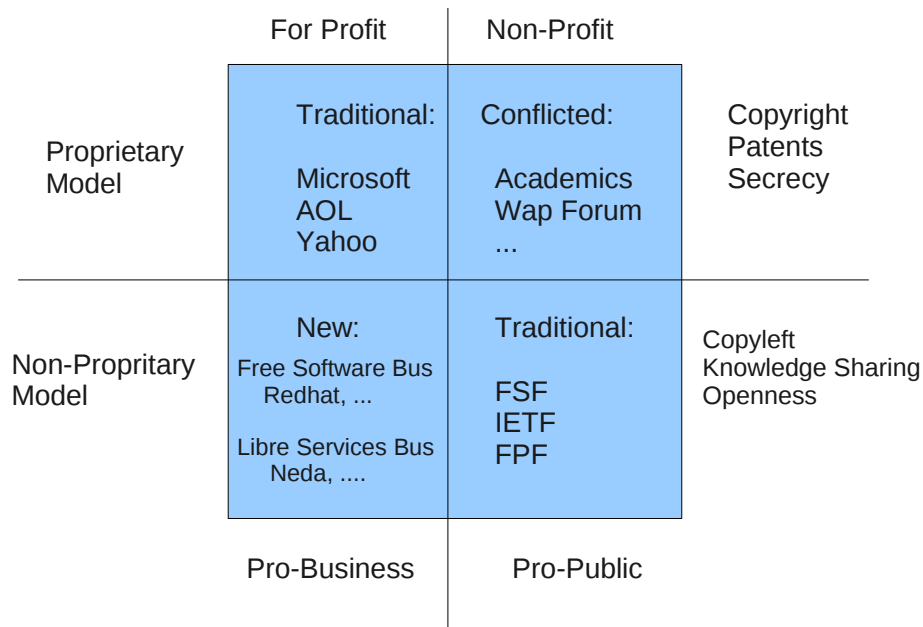 For Profit
Non-Profit
Proprietary
Model
Traditional:
Microsoft
AOL
Yahoo
Conflicted:
Academics
Wap Forum
...
Copyright
Patents
Secrecy
Non-Propritary
Model
New:
Free Software Bus
Redhat, ...
Libre Services Bus
Neda, ....
Traditional:
FSF
IETF
FPF
Copyleft
Knowledge Sharing
Openness
Pro-Business
Pro-Public